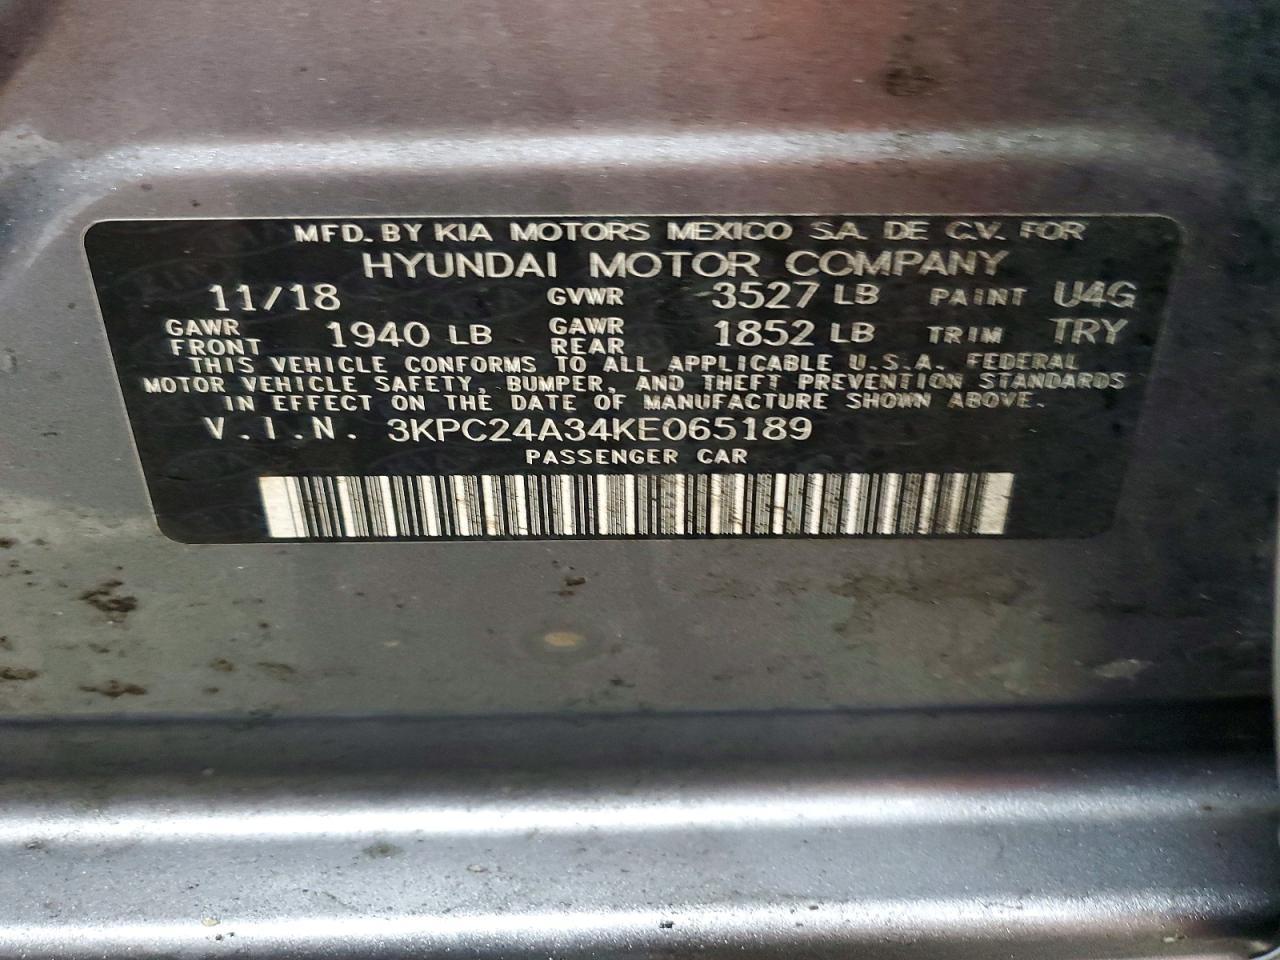 MFD. BY KIA MOTORS MEXICO S.A. DE C.V. FOR
HYUNDAI MOTOR COMPANY
11/18 GVWR 3527 LB PAINT U4G
GAWR FRONT 1940 LB GAWR REAR 1852 LB TRIM TRY
THIS VEHICLE CONFORMS TO ALL APPLICABLE U.S.A. FEDERAL
MOTOR VEHICLE SAFETY, BUMPER, AND THEFT PREVENTION STANDARDS
IN EFFECT ON THE DATE OF MANUFACTURE SHOWN ABOVE.
V.I.N. 3KPC24A34KE065189
PASSENGER CAR